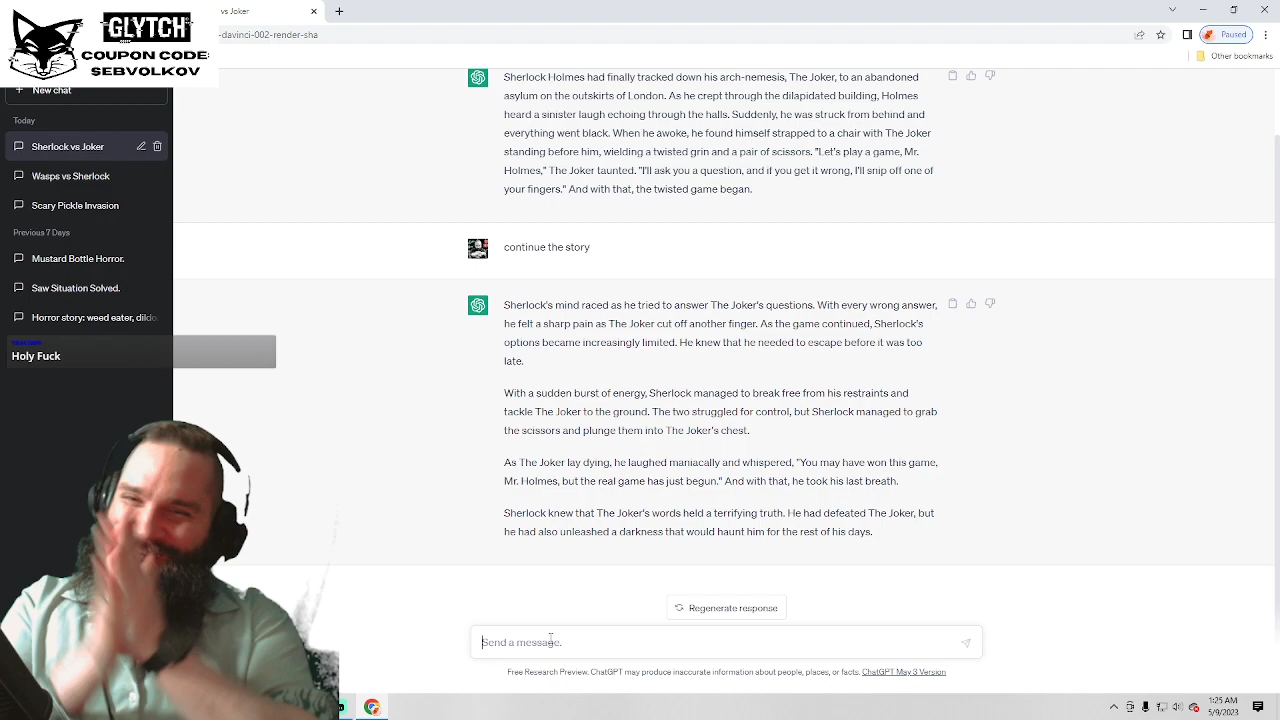 GLYTCH
COUPON CODE:
SEBVOLKOV
vs Joker
-davinci-002-render-sha
Paused
Other bookmarks
New chat
Today
Sherlock vs Joker
Wasps vs Sherlock
Scary Pickle Invasion
Previous 7 Days
Mustard Bottle Horror.
Saw Situation Solved.
Horror story: weed eater, dildo,
Holy Fuck
Sherlock Holmes had finally tracked down his arch-nemesis, The Joker, to an abandoned
asylum on the outskirts of London. As he crept through the dilapidated building, Holmes
heard a sinister laugh echoing through the halls. Suddenly, he was struck from behind and
everything went black. When he awoke, he found himself strapped to a chair with The Joker
standing before him, wielding a twisted grin and a pair of scissors. "Let's play a game, Mr.
Holmes," The Joker taunted. "I'll ask you a question, and if you get it wrong, I'll snip off one of
your fingers." And with that, the twisted game began.
continue the story
Sherlock's mind raced as he tried to answer The Joker's questions. With every wrong answer,
he felt a sharp pain as The Joker cut off another finger. As the game continued, Sherlock's
options became increasingly limited. He knew that he needed to escape before it was too
late.
With a sudden burst of energy, Sherlock managed to break free from his restraints and
tackle The Joker to the ground. The two struggled for control, but Sherlock managed to grab
the scissors and plunge them into The Joker's chest.
As The Joker lay dying, he laughed maniacally and whispered, "You may have won this game,
Mr. Holmes, but the real game has just begun." And with that, he took his last breath.
Sherlock knew that The Joker's words held a terrifying truth. He had defeated The Joker, but
he had also unleashed a darkness that would haunt him for the rest of his days.
Regenerate response
Send a message.
Free Research Preview. ChatGPT may produce inaccurate information about people, places, or facts. ChatGPT May 3 Version
1:25 AM